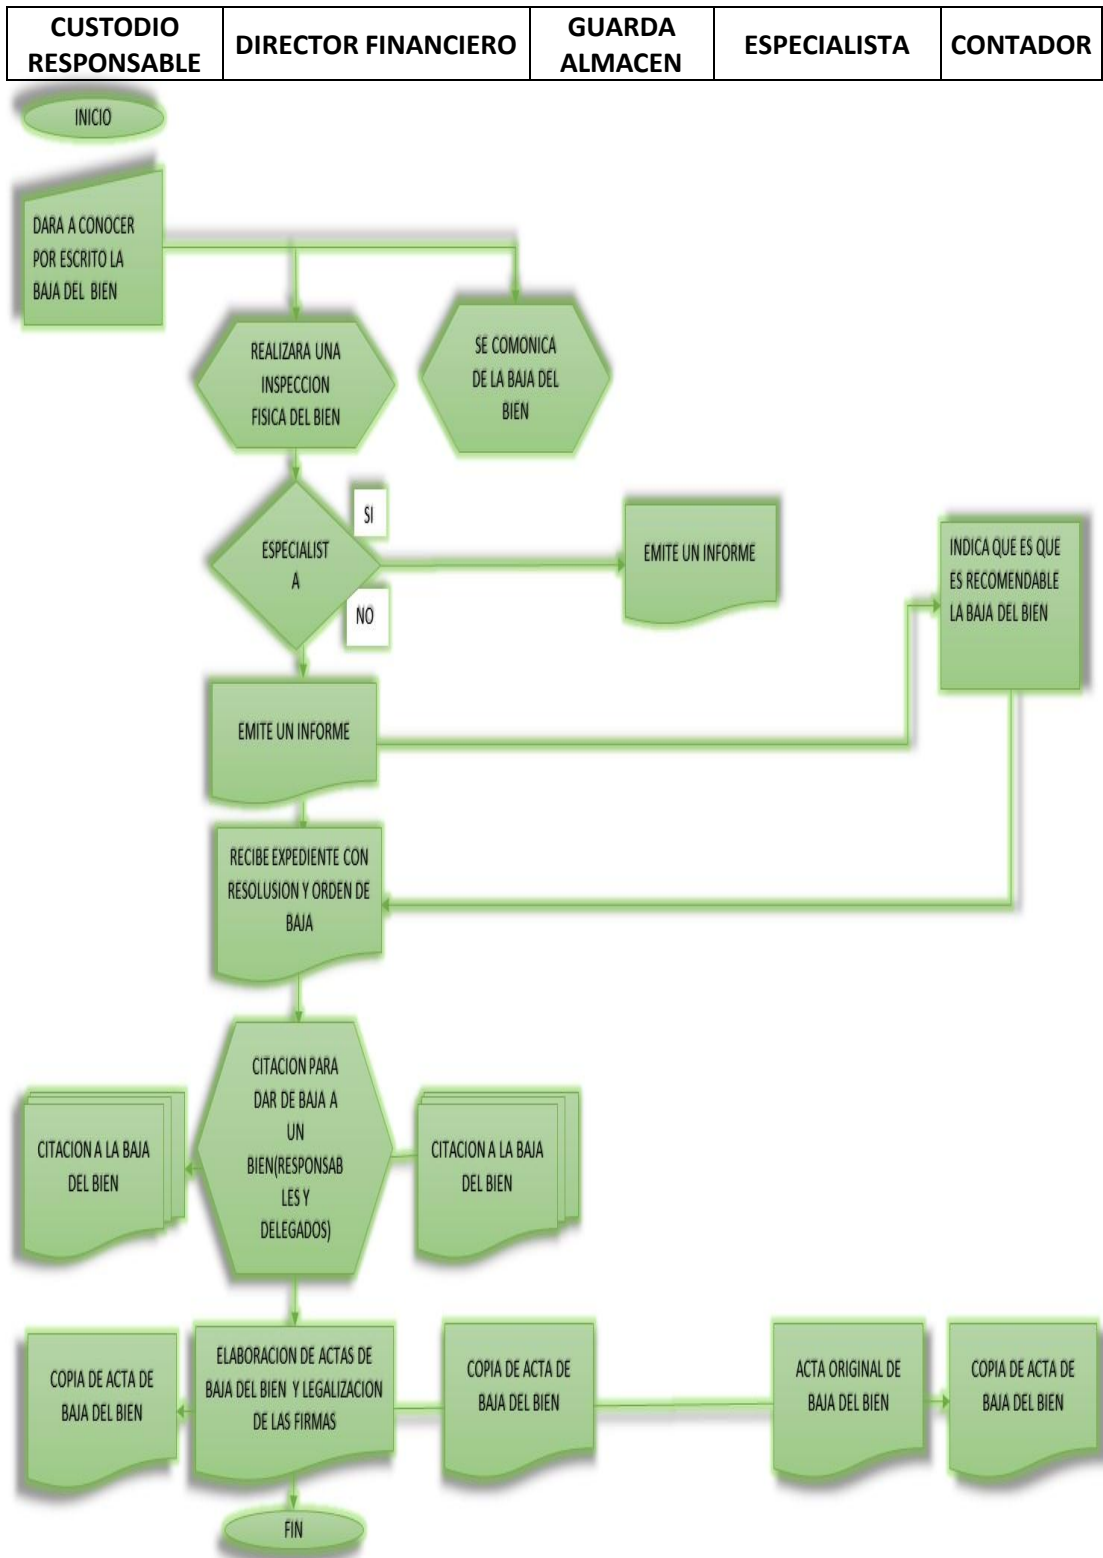 CUSTODIO
RESPONSABLE
DIRECTOR FINANCIERO
GUARDA
ALMACEN
ESPECIALISTA
CONTADOR
INICIO
DARA A CONOCER
POR ESCRITO LA
BAJA DEL BIEN
REALIZARA UNA
INSPECCION
FISICA DEL BIEN
SE COMONICA
DE LA BAJA DEL
BIEN
ESPECIALIST
A
SI
NO
EMITE UN INFORME
INDICA QUE ES QUE
ES RECOMENDABLE
LA BAJA DEL BIEN
EMITE UN INFORME
RECIBE EXPEDIENTE CON
RESOLUSION Y ORDEN DE
BAJA
CITACION PARA
DAR DE BAJA A
UN
BIEN(RESPONSAB
LES Y
DELEGADOS)
CITACION A LA BAJA
DEL BIEN
CITACION A LA BAJA
DEL BIEN
COPIA DE ACTA DE
BAJA DEL BIEN
ELABORACION DE ACTAS DE
BAJA DEL BIEN Y LEGALIZACION
DE LAS FIRMAS
COPIA DE ACTA DE
BAJA DEL BIEN
ACTA ORIGINAL DE
BAJA DEL BIEN
COPIA DE ACTA DE
BAJA DEL BIEN
FIN